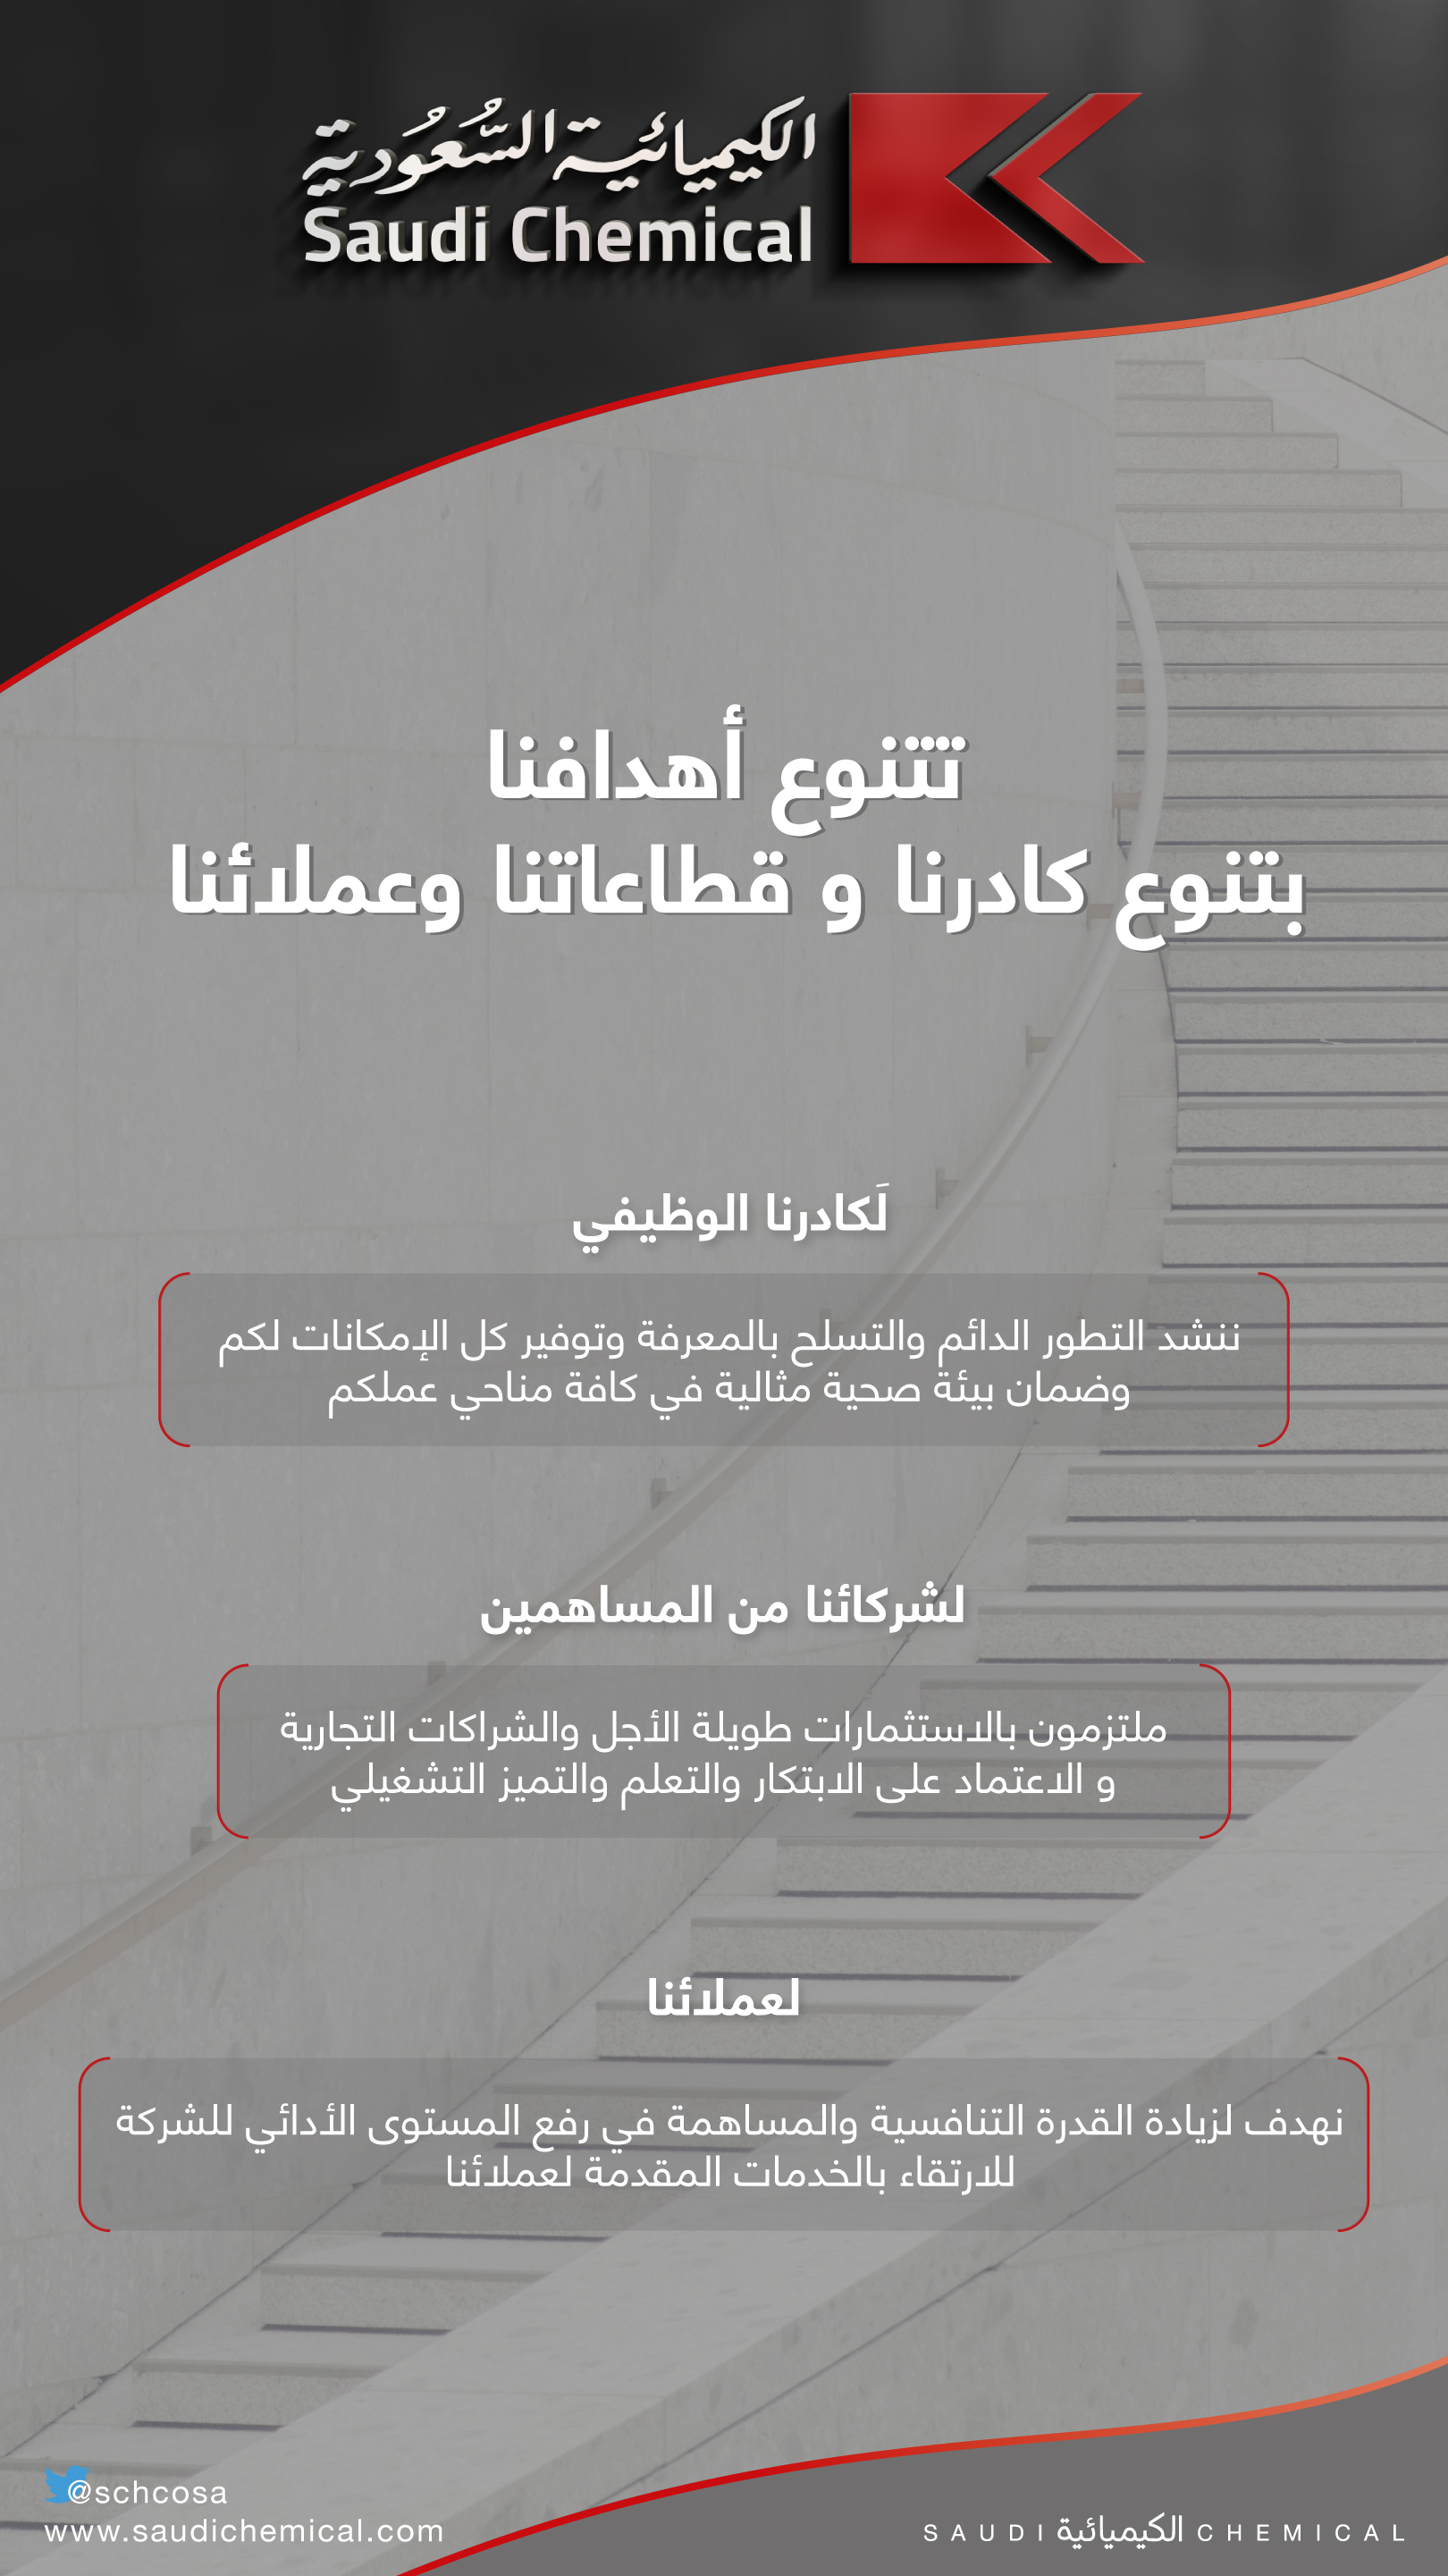 الكيميائية السُّعُودية
Saudi Chemical
تتنوع أهدافنا
بتنوع كادرنا و قطاعاتنا وعملائنا
لَكادرنا الوظيفي
ننشد التطور الدائم والتسلح بالمعرفة وتوفير كل الإمكانات لكم
وضمان بيئة صحية مثالية في كافة مناحي عملكم
لشركائنا من المساهمين
ملتزمون بالاستثمارات طويلة الأجل والشراكات التجارية
و الاعتماد على الابتكار والتعلم والتميز التشغيلي
لعملائنا
نهدف لزيادة القدرة التنافسية والمساهمة في رفع المستوى الأدائي للشركة
للارتقاء بالخدمات المقدمة لعملائنا
@schcosa
www.saudichemical.com
SAUDI الكيميائية CHEMICAL